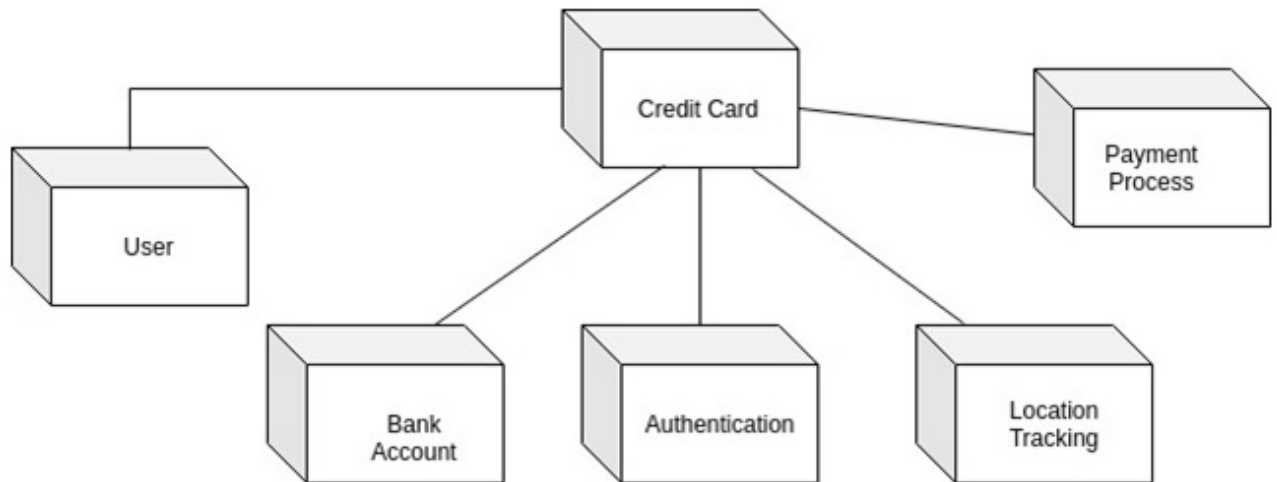 Credit Card
Payment
Process
User
Bank
Account
Authentication
Location
Tracking